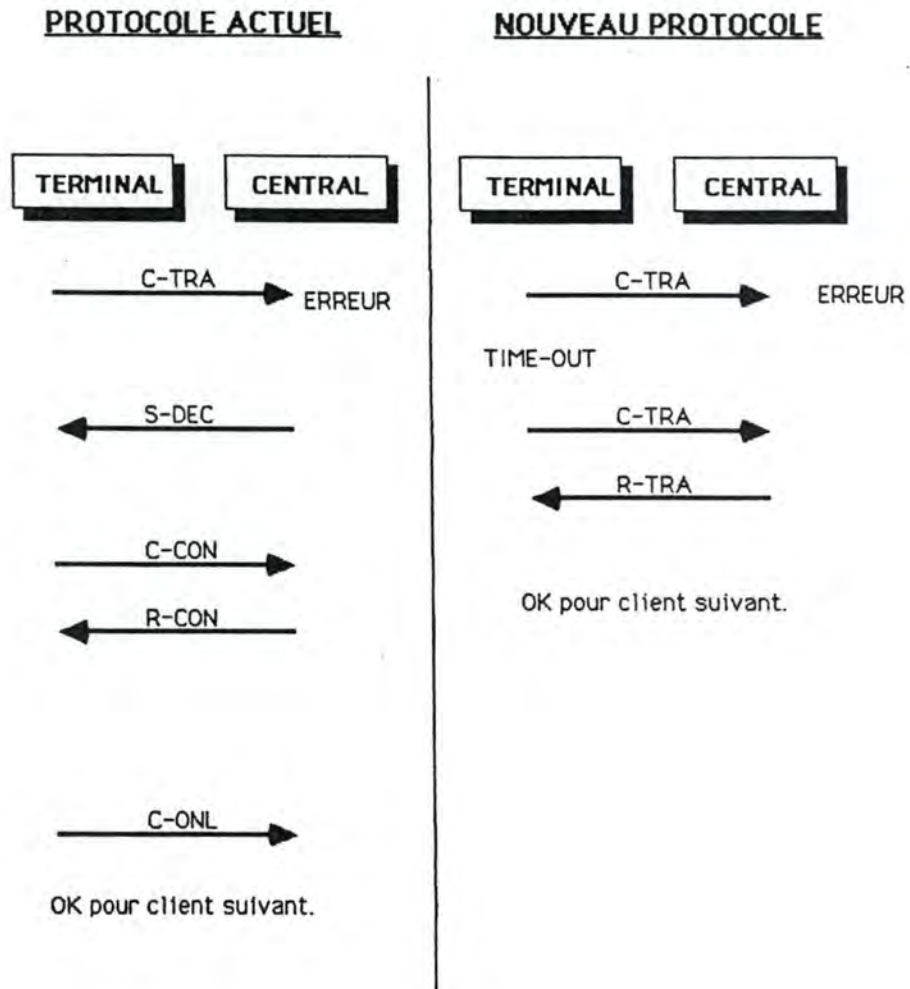 PROTOCOLE ACTUEL
TERMINAL
CENTRAL
C-TRA
ERREUR
S-DEC
C-CON
R-CON
C-ONL
OK pour client suivant.
NOUVEAU PROTOCOLE
TERMINAL
CENTRAL
C-TRA
ERREUR
TIME-OUT
C-TRA
R-TRA
OK pour client suivant.